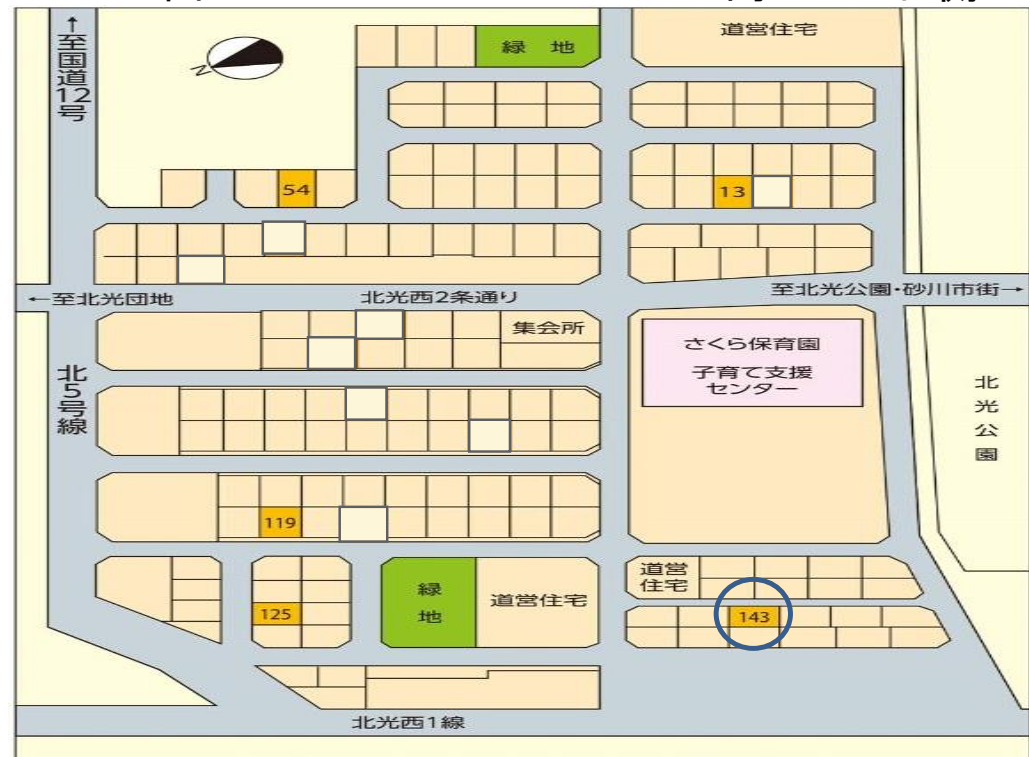 ↑至国道12号
N
緑 地
道営住宅
54
13
←至北光団地
北光西2条通り
至北光公園・砂川市街→
集会所
さくら保育園
子育て支援
センター
北5号線
北光公園
119
125
緑
地
道営住宅
道営
住宅
143
北光西1線